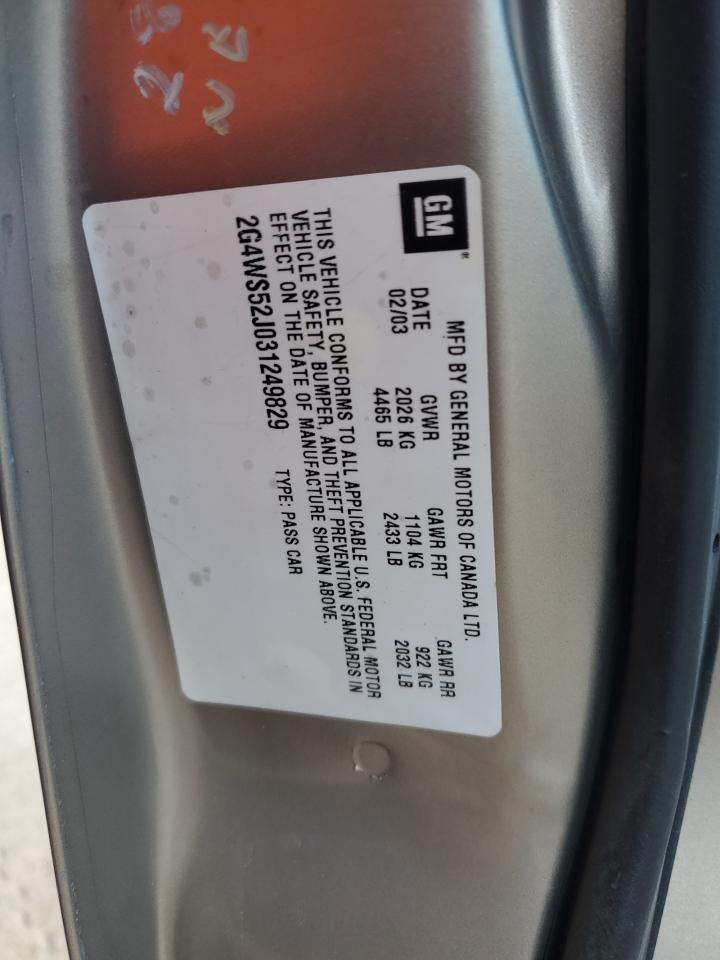 GM
MFD BY GENERAL MOTORS OF CANADA LTD.
DATE GVWR GAWR FRT GAWR RR
02/03 2026 KG 1104 KG 922 KG
4465 LB 2433 LB 2032 LB
THIS VEHICLE CONFORMS TO ALL APPLICABLE U.S. FEDERAL MOTOR
VEHICLE SAFETY, BUMPER, AND THEFT PREVENTION STANDARDS IN
EFFECT ON THE DATE OF MANUFACTURE SHOWN ABOVE.
2G4WS52J031249829 TYPE: PASS CAR